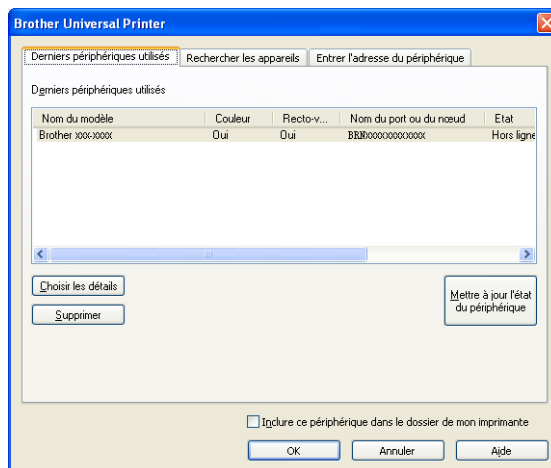 Brother Universal Printer
Derniers périphériques utilisés Rechercher les appareils Entrer l'adresse du périphérique
Derniers périphériques utilisés
Nom du modèle Couleur Recto-v... Nom du port ou du nœud Etat
Brother xxx-xxxx Oui Oui BRNxxxxxxxxxxxx Hors ligne
Choisir les détails
Supprimer
Mettre à jour l'état
du périphérique
Inclure ce périphérique dans le dossier de mon imprimante
OK Annuler Aide